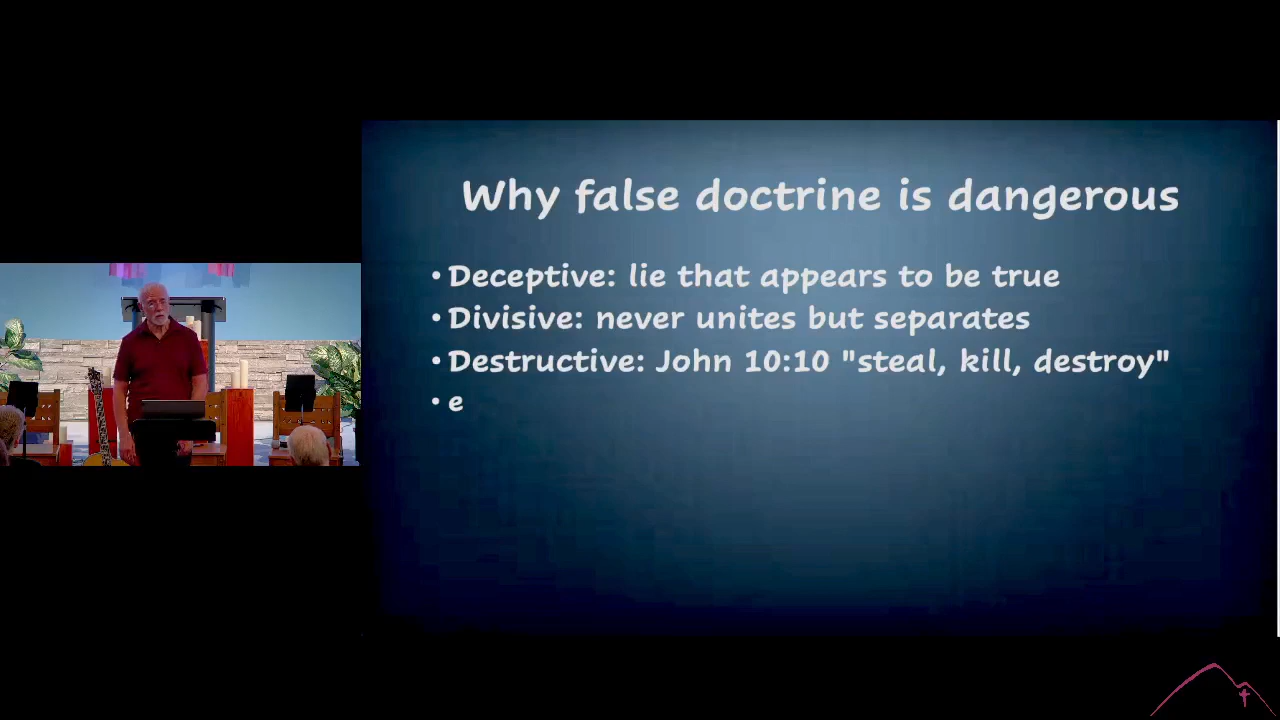 Why false doctrine is dangerous
• Deceptive: lie that appears to be true
• Divisive: never unites but separates
• Destructive: John 10:10 "steal, kill, destroy"
• e